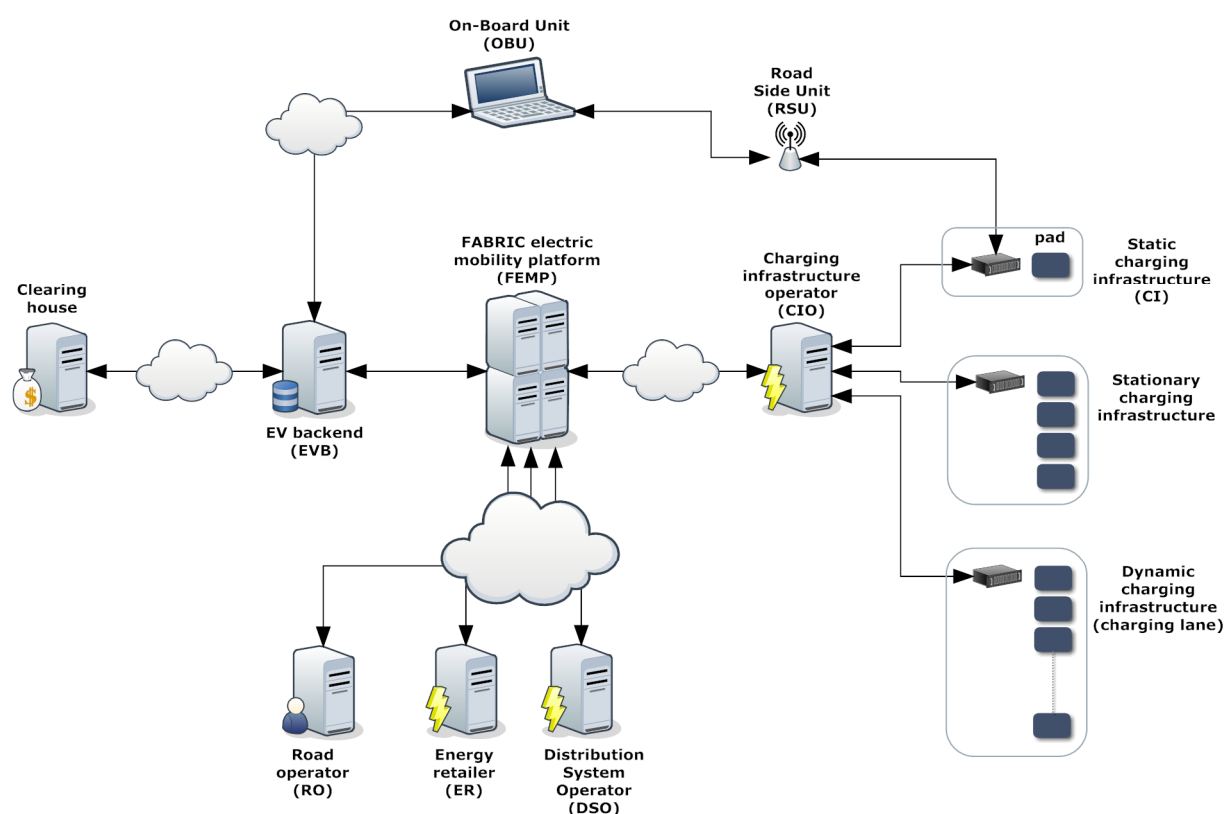 On-Board Unit
(OBU)
Road
Side Unit
(RSU)
FABRIC electric
mobility platform
(FEMP)
Charging
infrastructure
operator
(CIO)
pad
Static
charging
infrastructure
(CI)
Clearing
house
$
EV backend
(EVB)
Stationary
charging
infrastructure
Dynamic
charging
infrastructure
(charging lane)
Road
operator
(RO)
Energy
retailer
(ER)
Distribution
System
Operator
(DSO)